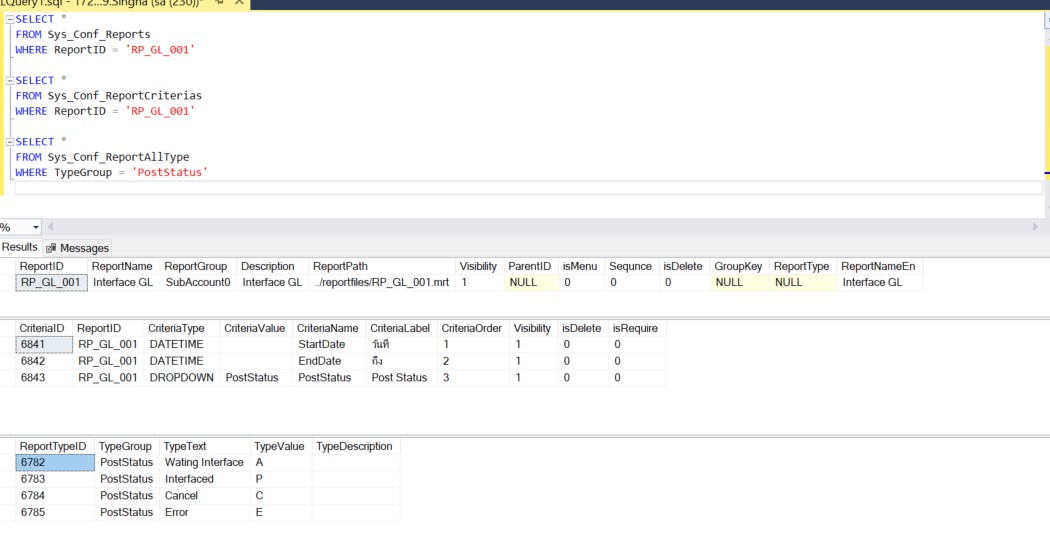 LQuery1.sql - 172...9.Singha (sa (230))*
SELECT *
FROM Sys_Conf_Reports
WHERE ReportID = 'RP_GL_001'
SELECT *
FROM Sys_Conf_ReportCriterias
WHERE ReportID = 'RP_GL_001'
SELECT *
FROM Sys_Conf_ReportAllType
WHERE TypeGroup = 'PostStatus'
%
Results Messages
ReportID ReportName ReportGroup Description ReportPath Visibility ParentID isMenu Sequnce isDelete GroupKey ReportType ReportNameEn
RP_GL_001 Interface GL SubAccount0 Interface GL ../reportfiles/RP_GL_001.mrt 1 NULL 0 0 0 NULL NULL Interface GL
CriteriaID ReportID CriteriaType CriteriaValue CriteriaName CriteriaLabel CriteriaOrder Visibility isDelete isRequire
6841 RP_GL_001 DATETIME StartDate วันที่ 1 1 0 0
6842 RP_GL_001 DATETIME EndDate ถึง 2 1 0 0
6843 RP_GL_001 DROPDOWN PostStatus PostStatus Post Status 3 1 0 0
ReportTypeID TypeGroup TypeText TypeValue TypeDescription
6782 PostStatus Wating Interface A
6783 PostStatus Interfaced P
6784 PostStatus Cancel C
6785 PostStatus Error E